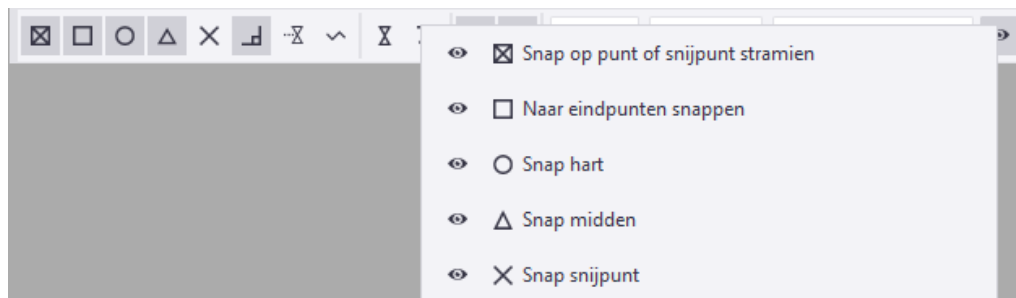 Snap op punt of snijpunt stramien
Naar eindpunten snappen
Snap hart
Snap midden
Snap snijpunt